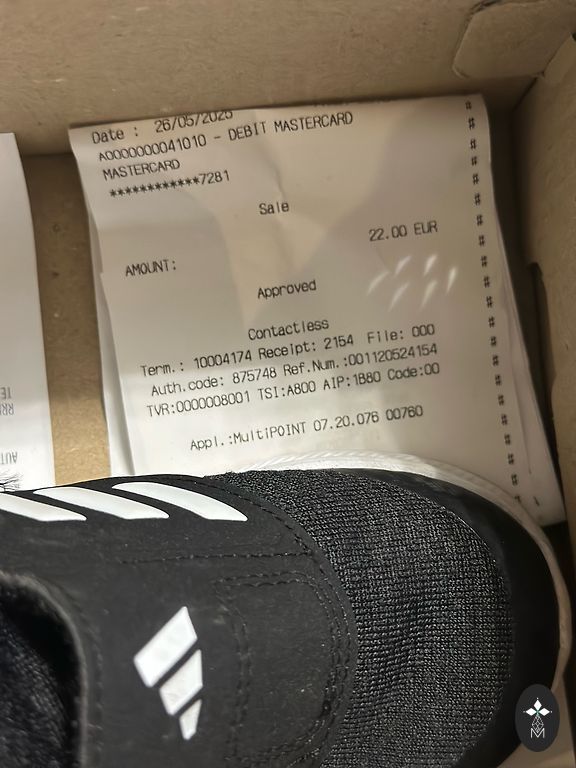 Date : 26/05/2025
A0000000041010 - DEBIT MASTERCARD
MASTERCARD
************7281
Sale
22.00 EUR
AMOUNT:
Approved
Contactless
Term.: 10004174 Receipt: 2154 File: 000
Auth.code: 875748 Ref.Num.:001120524154
TVR:0000008001 TSI:A800 AIP:1B80 Code:00
Appl.:MultiPOINT 07.20.076 00760
M